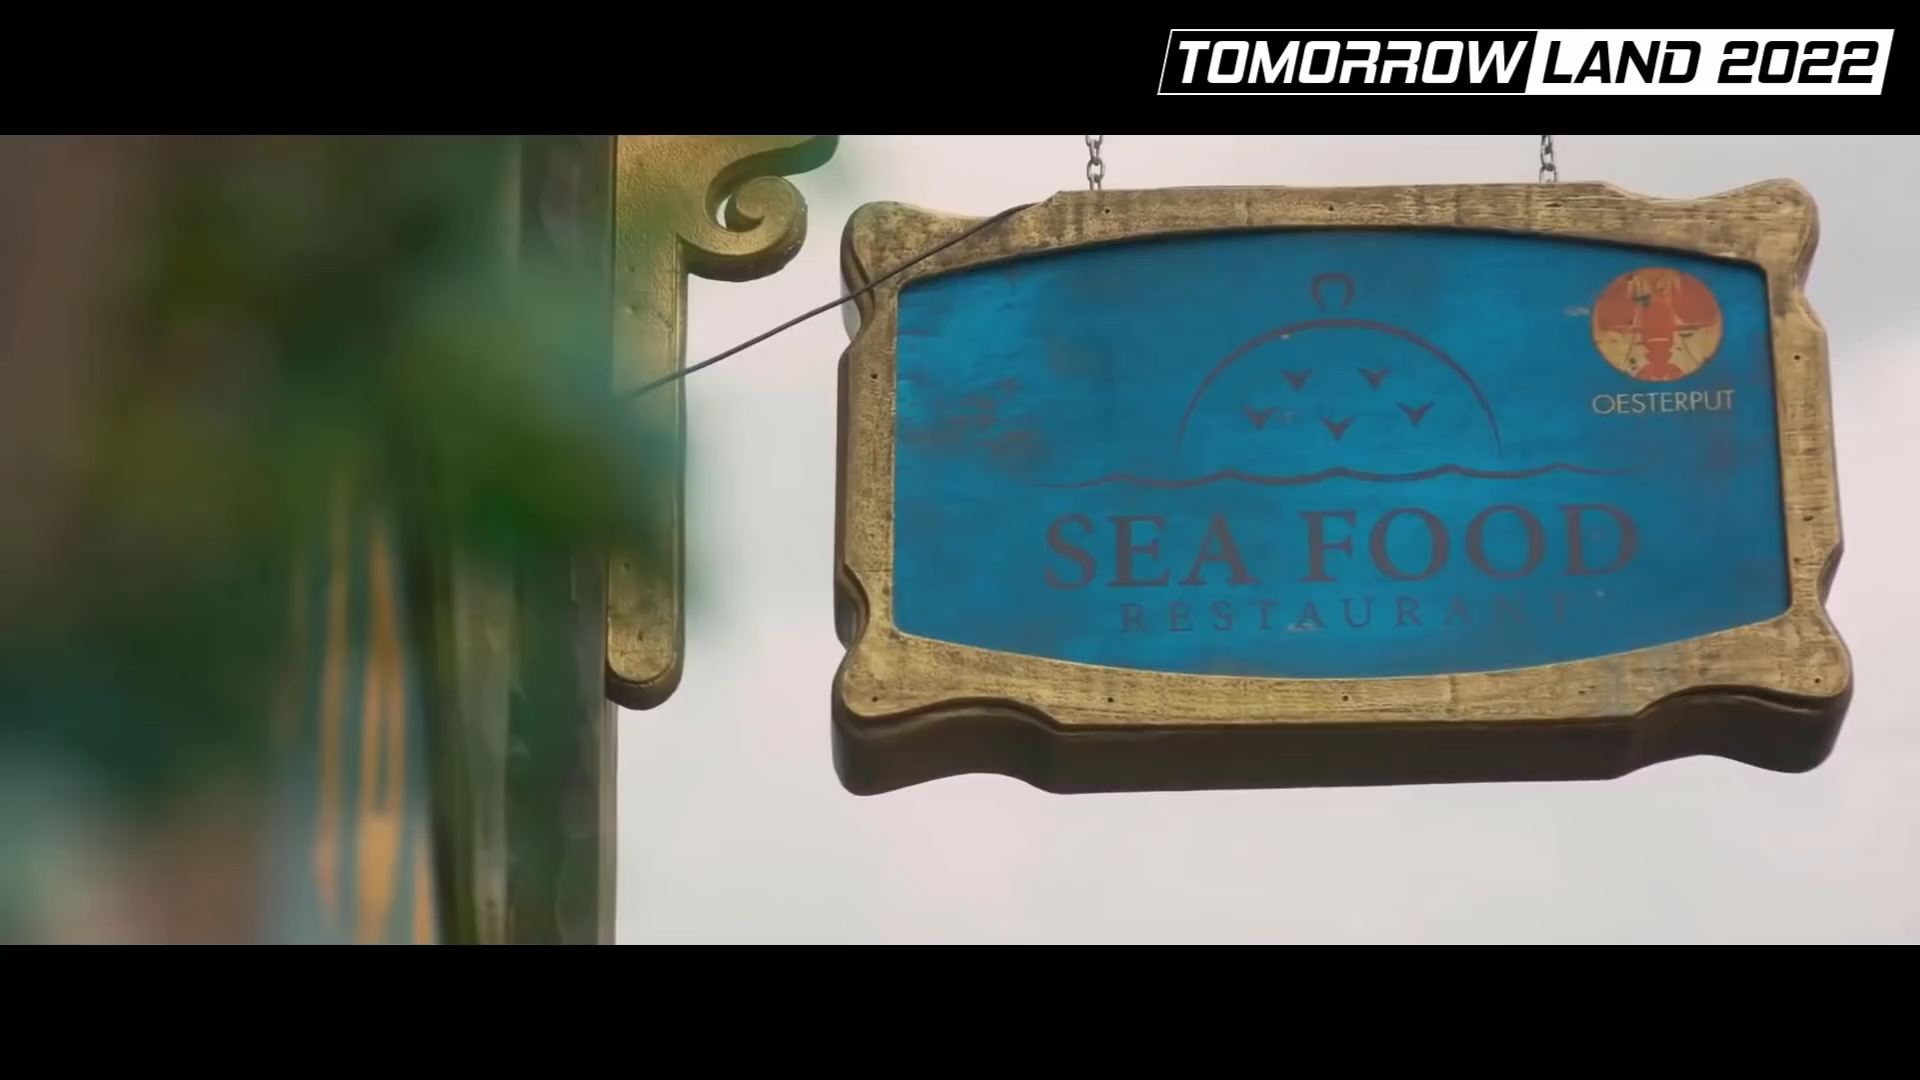 TOMORROWLAND 2022
OESTERPUT
SEA FOOD
RESTAURANT